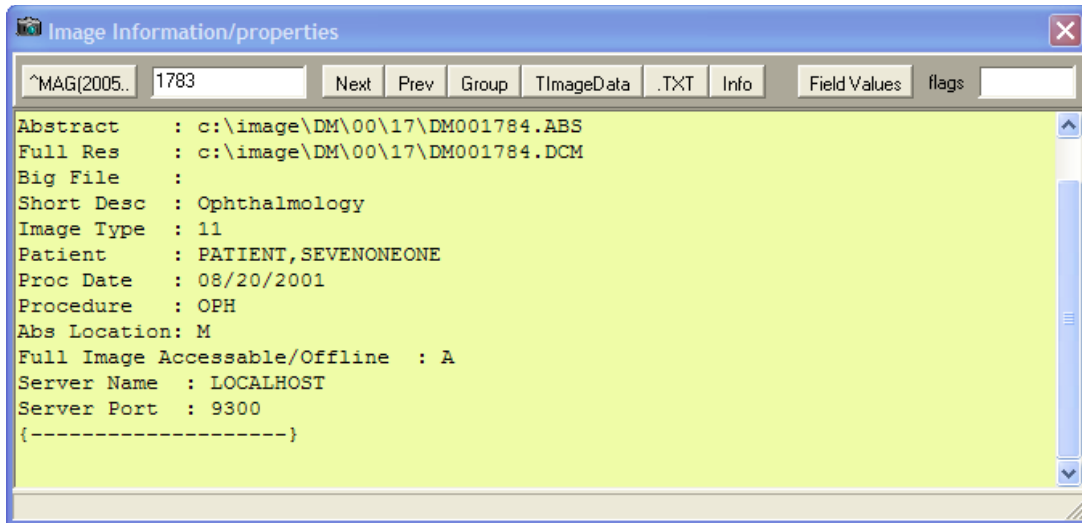 Image Information/properties
^MAG(2005.. 1783 Next Prev Group TImageData .TXT Info Field Values flags
Abstract    : c:\image\DM\00\17\DM001784.ABS
Full Res    : c:\image\DM\00\17\DM001784.DCM
Big File    :
Short Desc  : Ophthalmology
Image Type  : 11
Patient     : PATIENT,SEVENONEONE
Proc Date   : 08/20/2001
Procedure   : OPH
Abs Location: M
Full Image Accessable/Offline  : A
Server Name  : LOCALHOST
Server Port  : 9300
{--------------------}